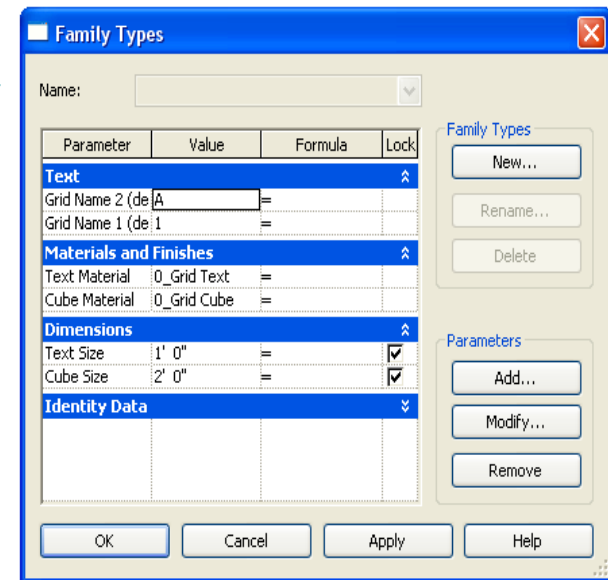 Family Types
Name:
Parameter Value Formula Lock
Text
Grid Name 2 (de A =
Grid Name 1 (de 1 =
Materials and Finishes
Text Material 0_Grid Text =
Cube Material 0_Grid Cube =
Dimensions
Text Size 1' 0" =
Cube Size 2' 0" =
Identity Data
Family Types
New...
Rename...
Delete
Parameters
Add...
Modify...
Remove
OK Cancel Apply Help